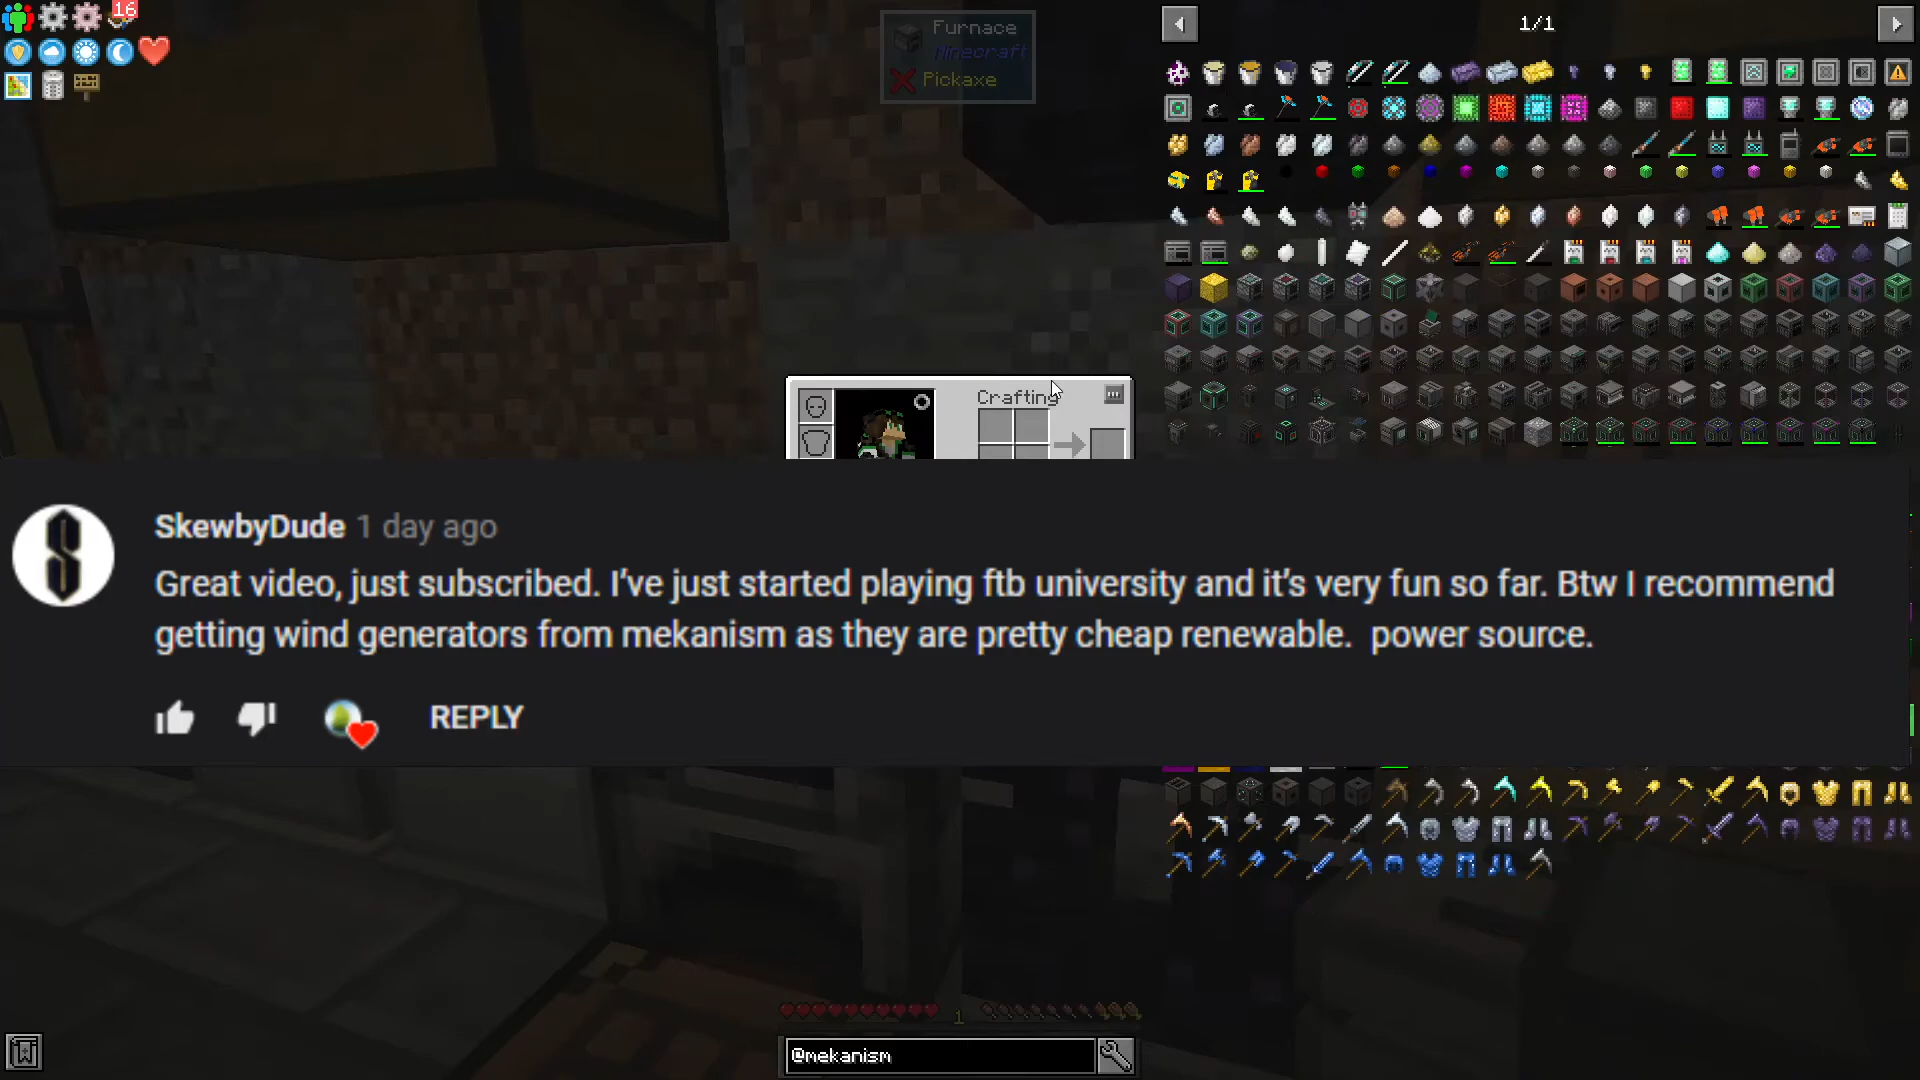 16
Furnace
Minecraft
Pickaxe
1/1
Crafting
SkewbyDude 1 day ago
Great video, just subscribed. I’ve just started playing ftb university and it’s very fun so far. Btw I recommend
getting wind generators from mekanism as they are pretty cheap renewable.  power source.
REPLY
1
@mekanism